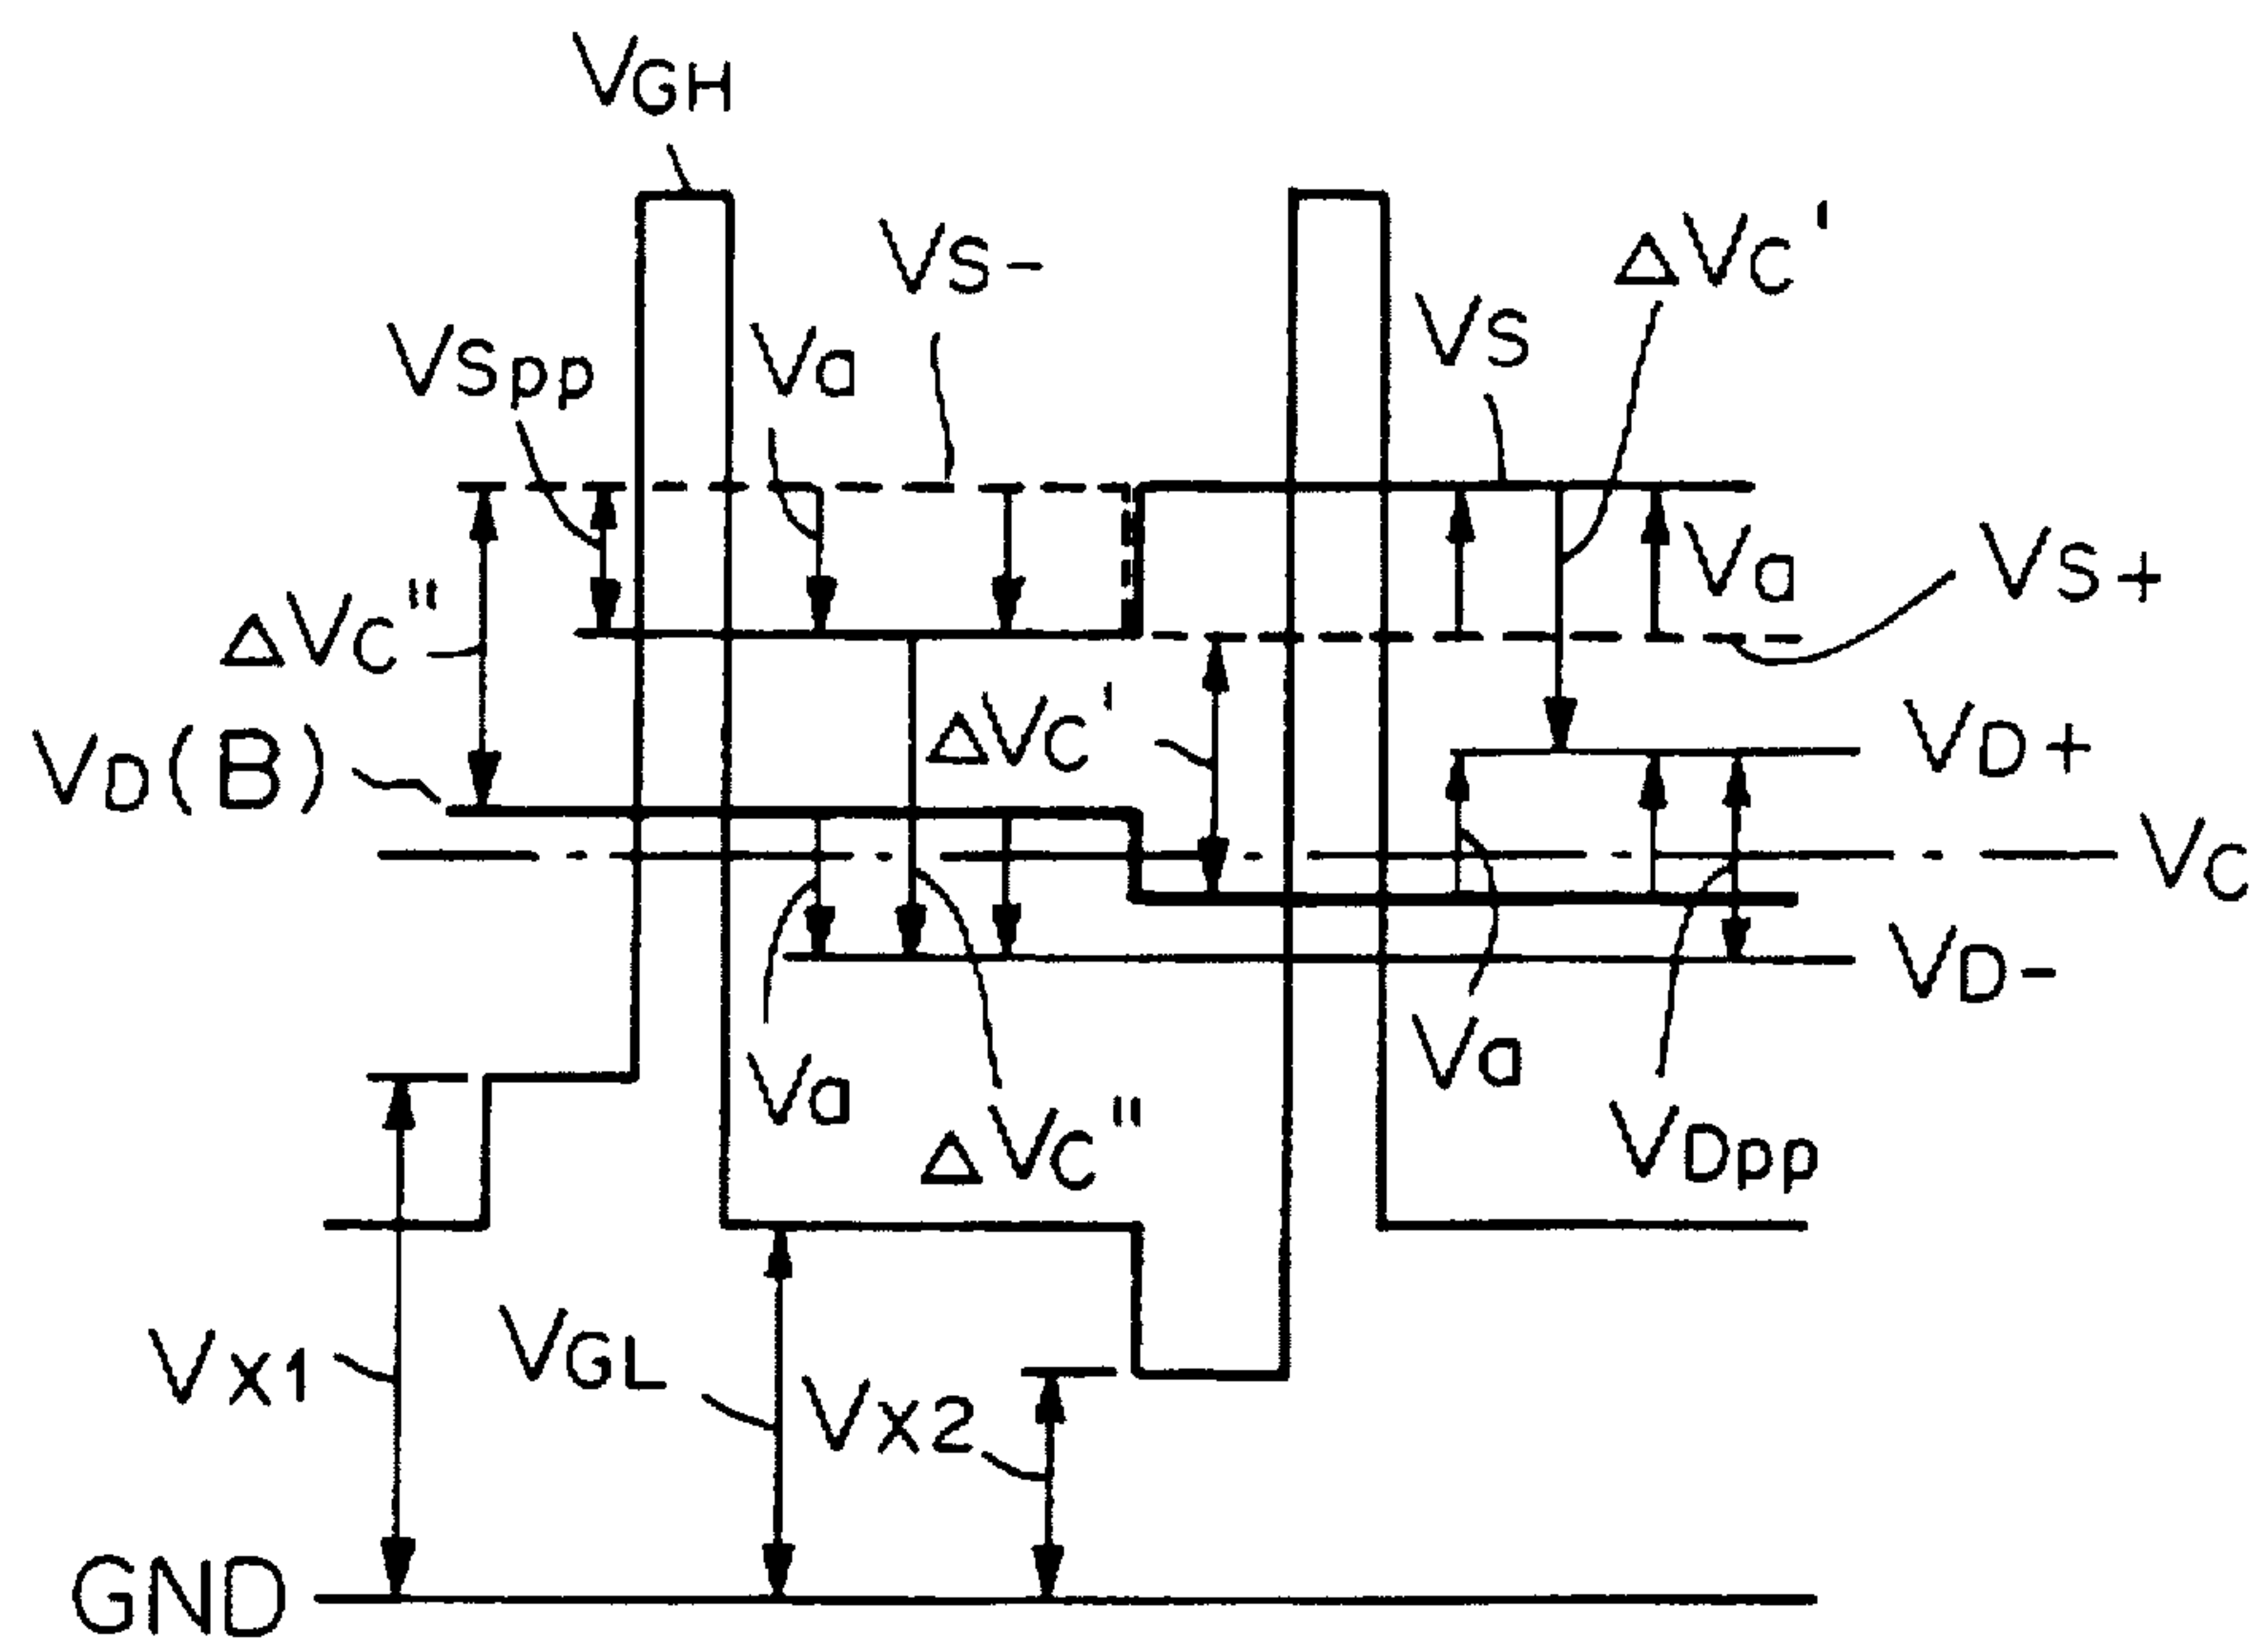 VGH
VS-
ΔVC'
VS
VSpp
Va
Va
VS+
ΔVC"
ΔVC'
VD(B)
VD+
VC
VD-
Va
Va
ΔVC"
VDpp
VX1
VGL
VX2
GND